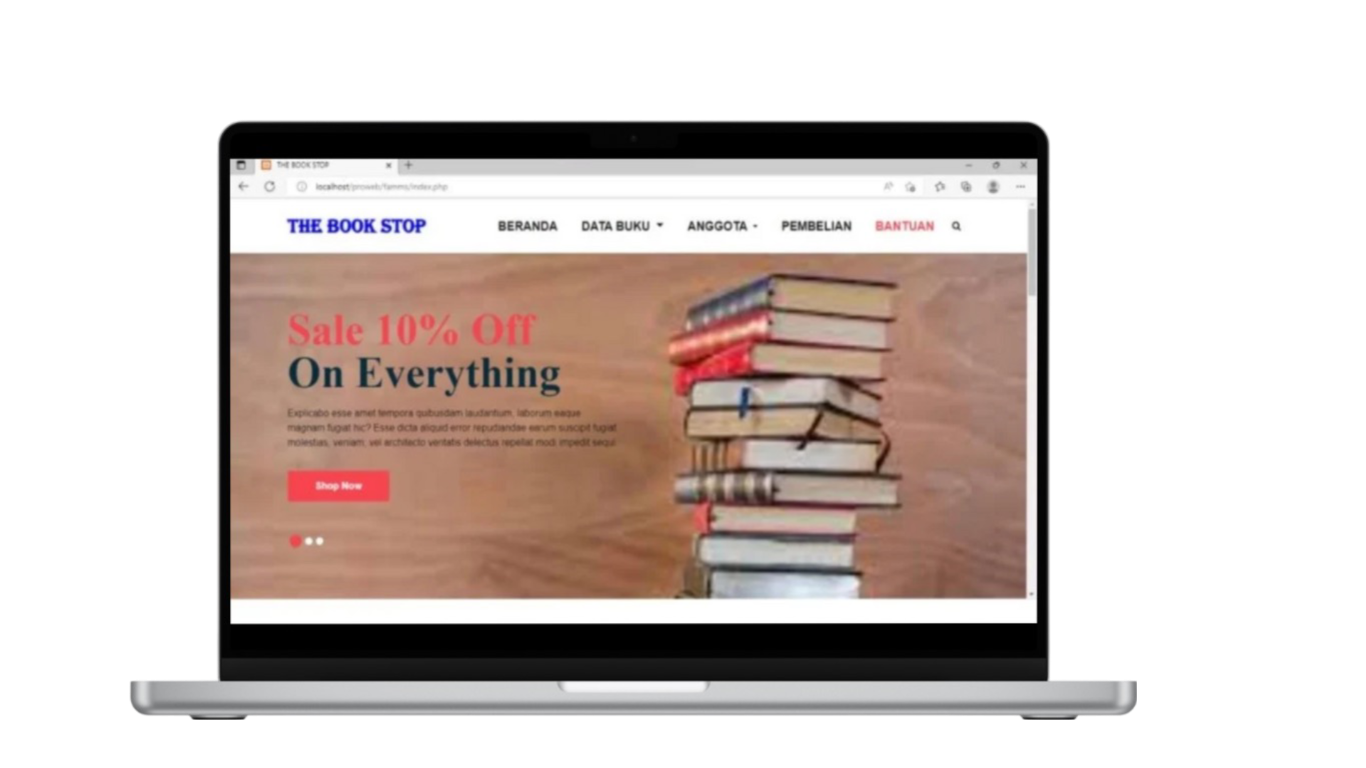 THE BOOK STOP
localhost/proweb/famms/index.php
THE BOOK STOP BERANDA DATA BUKU ANGGOTA PEMBELIAN BANTUAN
Sale 10% Off
On Everything
Explicabo esse amet tempora quibusdam laudantium, laborum eaque
magnam fugiat hic? Esse dicta aliquid error repudiandae earum suscipit fugiat
molestias, veniam, vel architecto veritatis delectus repellat modi impedit sequi.
Shop Now